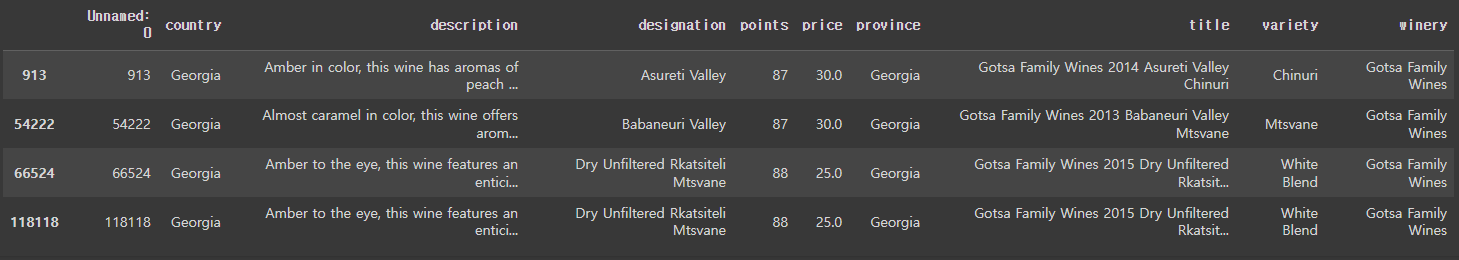 Unnamed: 0 country description designation points price province title variety winery
913 913 Georgia Amber in color, this wine has aromas of peach ... Asureti Valley 87 30.0 Georgia Gotsa Family Wines 2014 Asureti Valley Chinuri Chinuri Gotsa Family Wines
54222 54222 Georgia Almost caramel in color, this wine offers arom... Babaneuri Valley 87 30.0 Georgia Gotsa Family Wines 2013 Babaneuri Valley Mtsvane Mtsvane Gotsa Family Wines
66524 66524 Georgia Amber to the eye, this wine features an entici... Dry Unfiltered Rkatsiteli Mtsvane 88 25.0 Georgia Gotsa Family Wines 2015 Dry Unfiltered Rkatsit... White Blend Gotsa Family Wines
118118 118118 Georgia Amber to the eye, this wine features an entici... Dry Unfiltered Rkatsiteli Mtsvane 88 25.0 Georgia Gotsa Family Wines 2015 Dry Unfiltered Rkatsit... White Blend Gotsa Family Wines